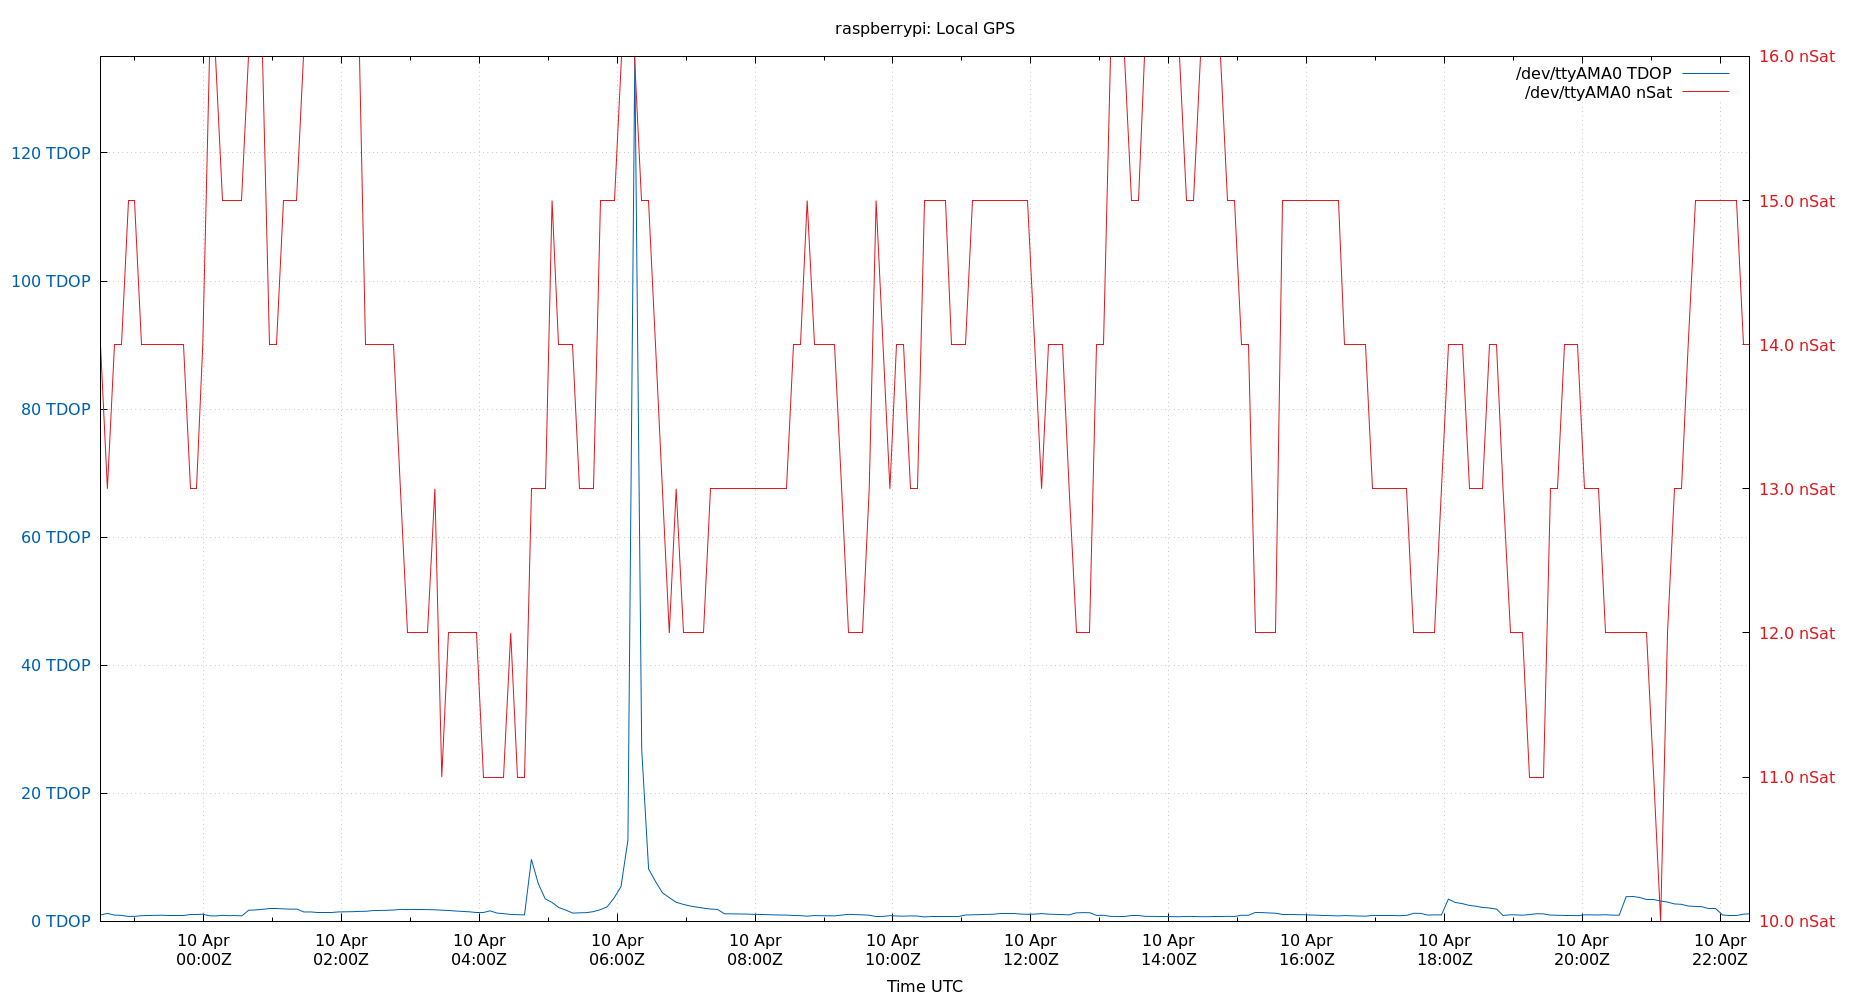 raspberrypi: Local GPS
/dev/ttyAMA0 TDOP
/dev/ttyAMA0 nSat
120 TDOP
100 TDOP
80 TDOP
60 TDOP
40 TDOP
20 TDOP
0 TDOP
16.0 nSat
15.0 nSat
14.0 nSat
13.0 nSat
12.0 nSat
11.0 nSat
10.0 nSat
10 Apr
00:00Z
10 Apr
02:00Z
10 Apr
04:00Z
10 Apr
06:00Z
10 Apr
08:00Z
10 Apr
10:00Z
10 Apr
12:00Z
10 Apr
14:00Z
10 Apr
16:00Z
10 Apr
18:00Z
10 Apr
20:00Z
10 Apr
22:00Z
Time UTC